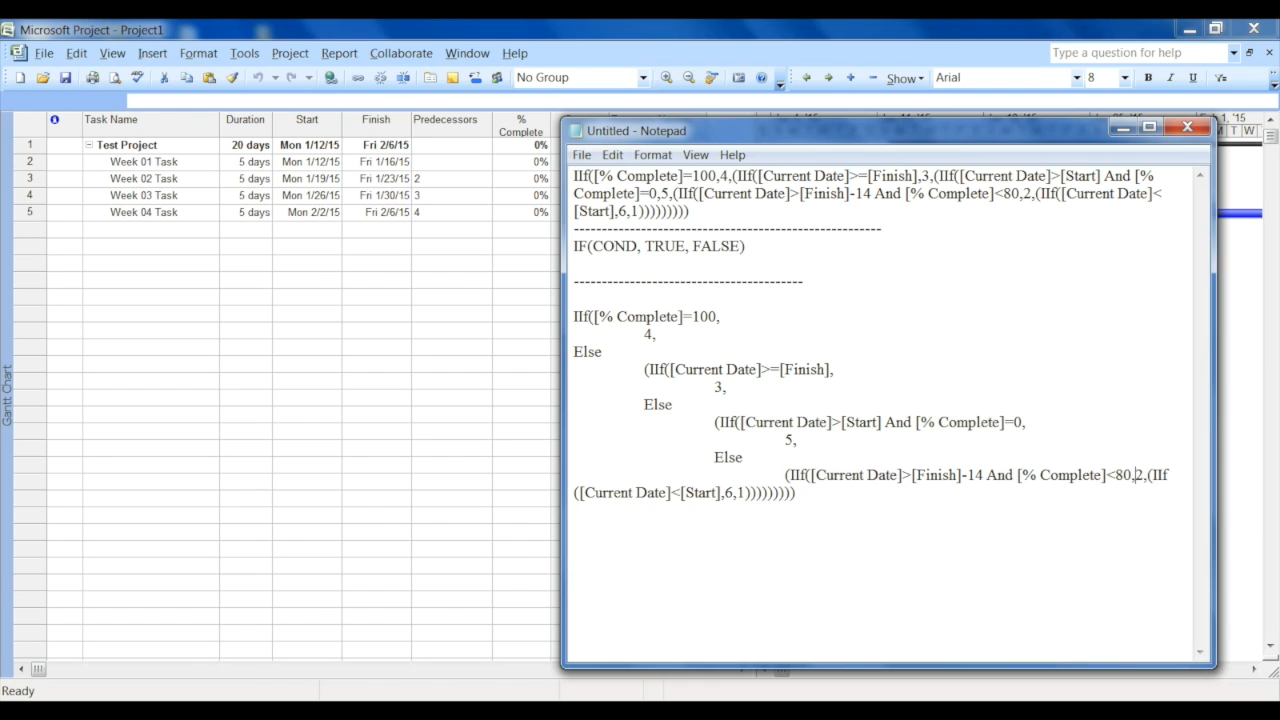 Microsoft Project - Project1
File Edit View Insert Format Tools Project Report Collaborate Window Help
Type a question for help
No Group
Show
Arial
8
B I U
Task Name Duration Start Finish Predecessors % Complete
1 Test Project 20 days Mon 1/12/15 Fri 2/6/15 0%
2 Week 01 Task 5 days Mon 1/12/15 Fri 1/16/15 0%
3 Week 02 Task 5 days Mon 1/19/15 Fri 1/23/15 2 0%
4 Week 03 Task 5 days Mon 1/26/15 Fri 1/30/15 3 0%
5 Week 04 Task 5 days Mon 2/2/15 Fri 2/6/15 4 0%
1, '15
M T W
Gantt Chart
Ready
Untitled - Notepad
File Edit Format View Help
IIf([% Complete]=100,4,(IIf([Current Date]>=[Finish],3,(IIf([Current Date]>[Start] And [%
Complete]=0,5,(IIf([Current Date]>[Finish]-14 And [% Complete]<80,2,(IIf([Current Date]<
[Start],6,1)))))))))
-------------------------------------------------------
IF(COND, TRUE, FALSE)
-----------------------------------------
IIf([% Complete]=100,
4,
Else
(IIf([Current Date]>=[Finish],
3,
Else
(IIf([Current Date]>[Start] And [% Complete]=0,
5,
Else
(IIf([Current Date]>[Finish]-14 And [% Complete]<80,2,(IIf
([Current Date]<[Start],6,1)))))))))